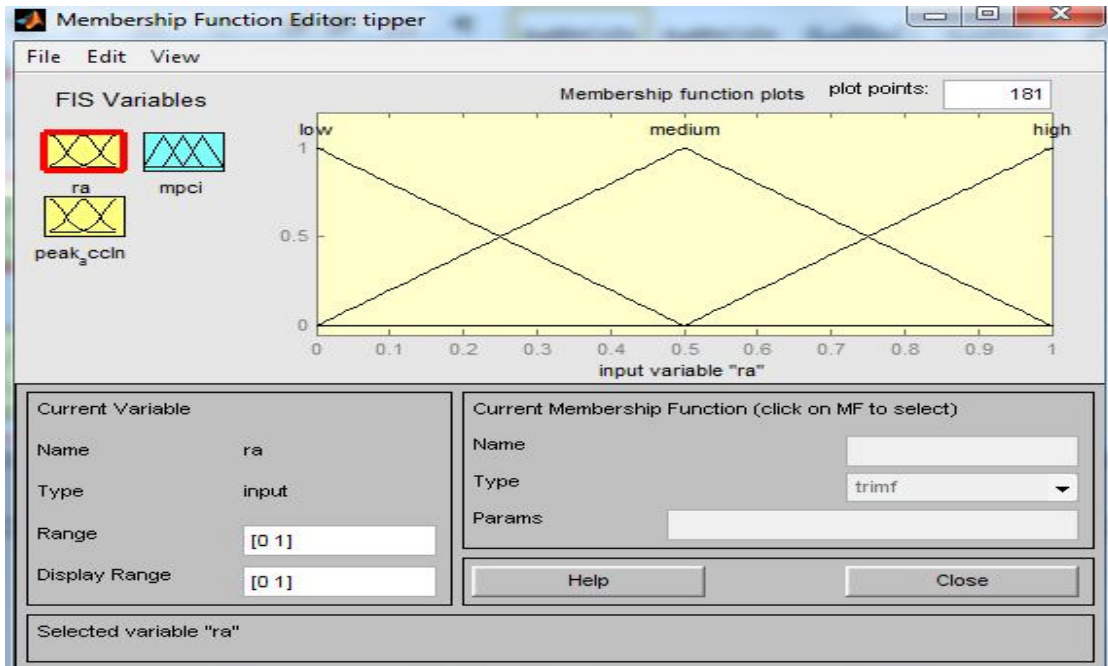 Membership Function Editor: tipper
File Edit View
FIS Variables
Membership function plots plot points: 181
ra mpci
peak_accln
low medium high
1
0.5
0
0 0.1 0.2 0.3 0.4 0.5 0.6 0.7 0.8 0.9 1
input variable "ra"
Current Variable
Name ra
Type input
Range [0 1]
Display Range [0 1]
Current Membership Function (click on MF to select)
Name
Type trimf
Params
Help Close
Selected variable "ra"